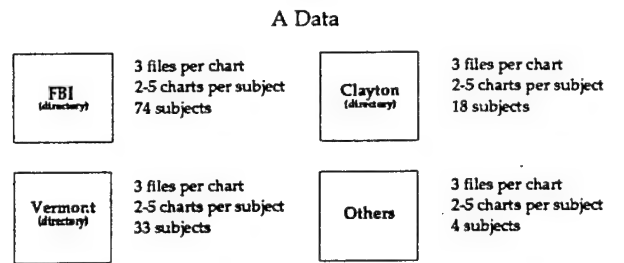 A Data
FBI
(directory)
3 files per chart
2-5 charts per subject
74 subjects
Clayton
(directory)
3 files per chart
2-5 charts per subject
18 subjects
Vermont
(directory)
3 files per chart
2-5 charts per subject
33 subjects
Others
3 files per chart
2-5 charts per subject
4 subjects